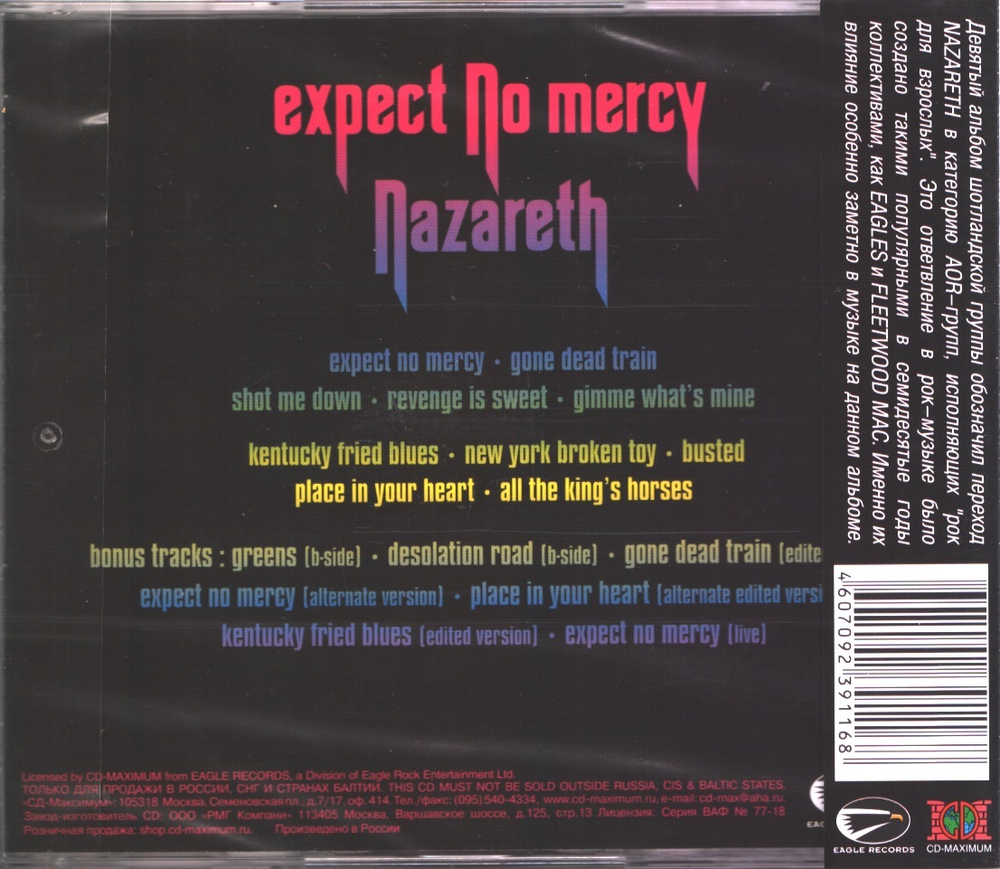 expect no mercy
nazareth
expect no mercy · gone dead train
shot me down · revenge is sweet · gimme what's mine
kentucky fried blues · new york broken toy · busted
place in your heart · all the king's horses
bonus tracks : greens (b-side) · desolation road (b-side) · gone dead train (edite
expect no mercy (alternate version) · place in your heart (alternate edited versi
kentucky fried blues (edited version) · expect no mercy (live)
Licensed by CD-MAXIMUM from EAGLE RECORDS, a Division of Eagle Rock Entertainment Ltd.
ТОЛЬКО ДЛЯ ПРОДАЖИ В РОССИИ, СНГ И СТРАНАХ БАЛТИИ. THIS CD MUST NOT BE SOLD OUTSIDE RUSSIA, CIS & BALTIC STATES.
«СД-Максимум»: 105318 Москва, Семеновская пл., д.7/17, оф. 414. Тел./факс: (095) 540-4334, www.cd-maximum.ru, e-mail: cd-max@aha.ru.
Завод-изготовитель CD: ООО «РМГ Компани» 113405 Москва, Варшавское шоссе, д.125, стр.13 Лицензия: Серия ВАФ № 77-18
Розничная продажа: shop.cd-maximum.ru. Произведено в России
Девятый альбом шотландской группы обозначил переход
NAZARETH в категорию AOR-групп, исполняющих "рок
для взрослых". Это ответвление в рок-музыке было
создано такими популярными в семидесятые годы
коллективами, как EAGLES и FLEETWOOD MAC. Именно их
влияние особенно заметно в музыке на данном альбоме.
4607092391168
EAGLE RECORDS
CD-MAXIMUM